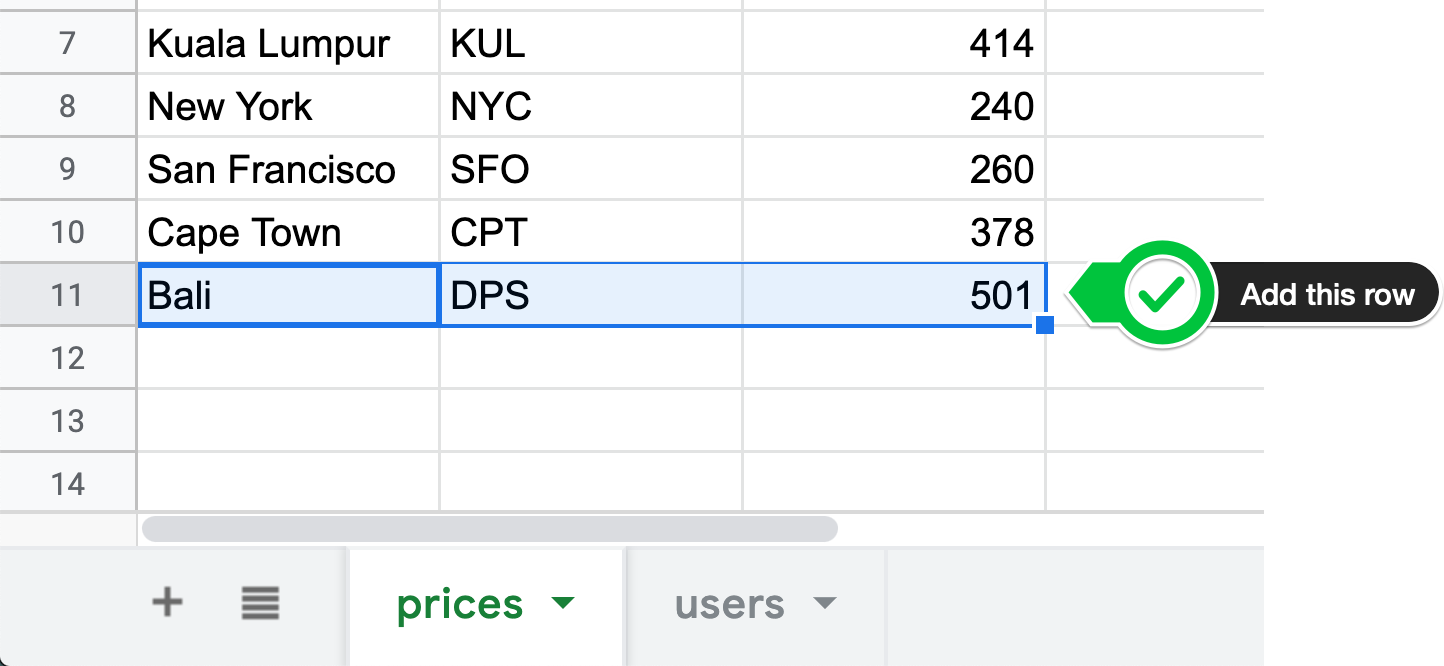 7 Kuala Lumpur KUL 414
8 New York NYC 240
9 San Francisco SFO 260
10 Cape Town CPT 378
11 Bali DPS 501 Add this row
12
13
14
+ prices users